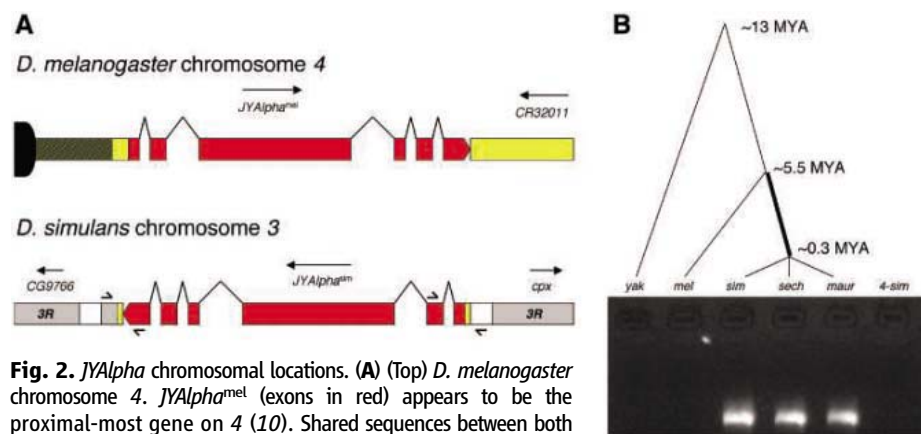 A
D. melanogaster chromosome 4
JYAlpha^mel
CR32011
D. simulans chromosome 3
CG9766
JYAlpha^sim
cpx
3R
3R
Fig. 2. JYAlpha chromosomal locations. (A) (Top) D. melanogaster
chromosome 4. JYAlpha^mel (exons in red) appears to be the
proximal-most gene on 4 (10). Shared sequences between both
B
~13 MYA
~5.5 MYA
~0.3 MYA
yak mel sim sech maur 4-sim